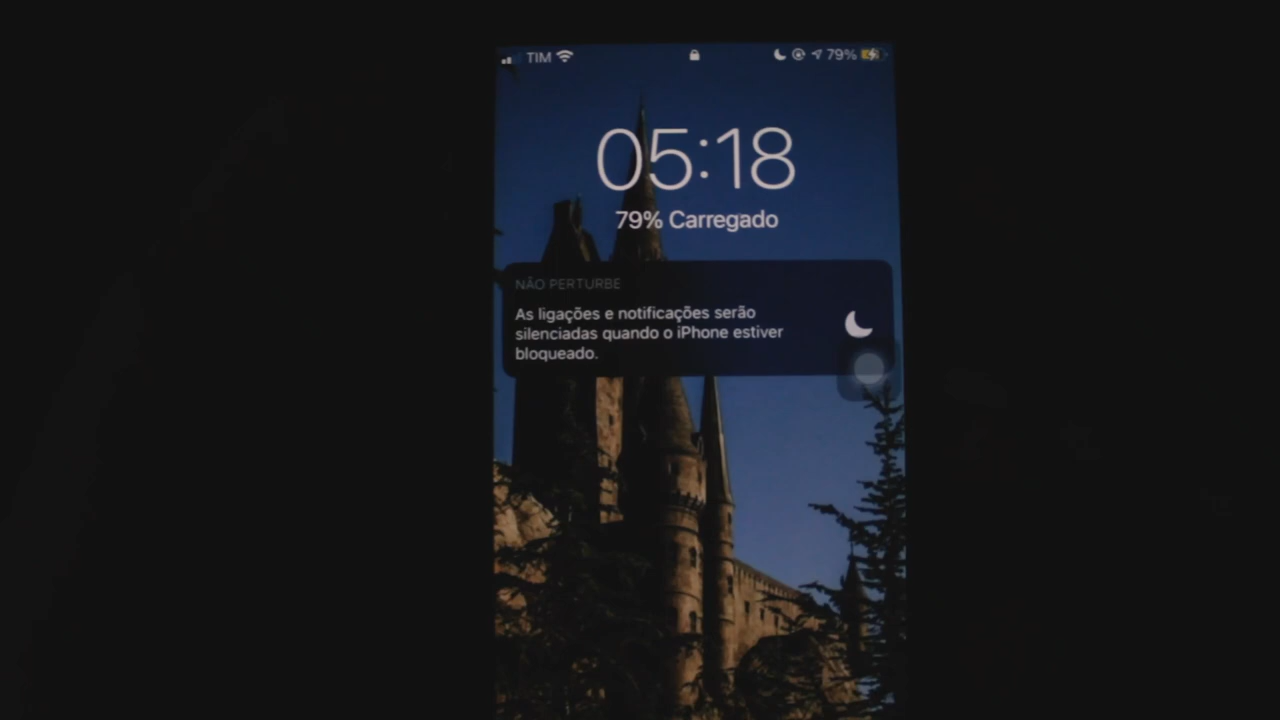 TIM 79%
05:18
79% Carregado
NÃO PERTURBE
As ligações e notificações serão
silenciadas quando o iPhone estiver
bloqueado.